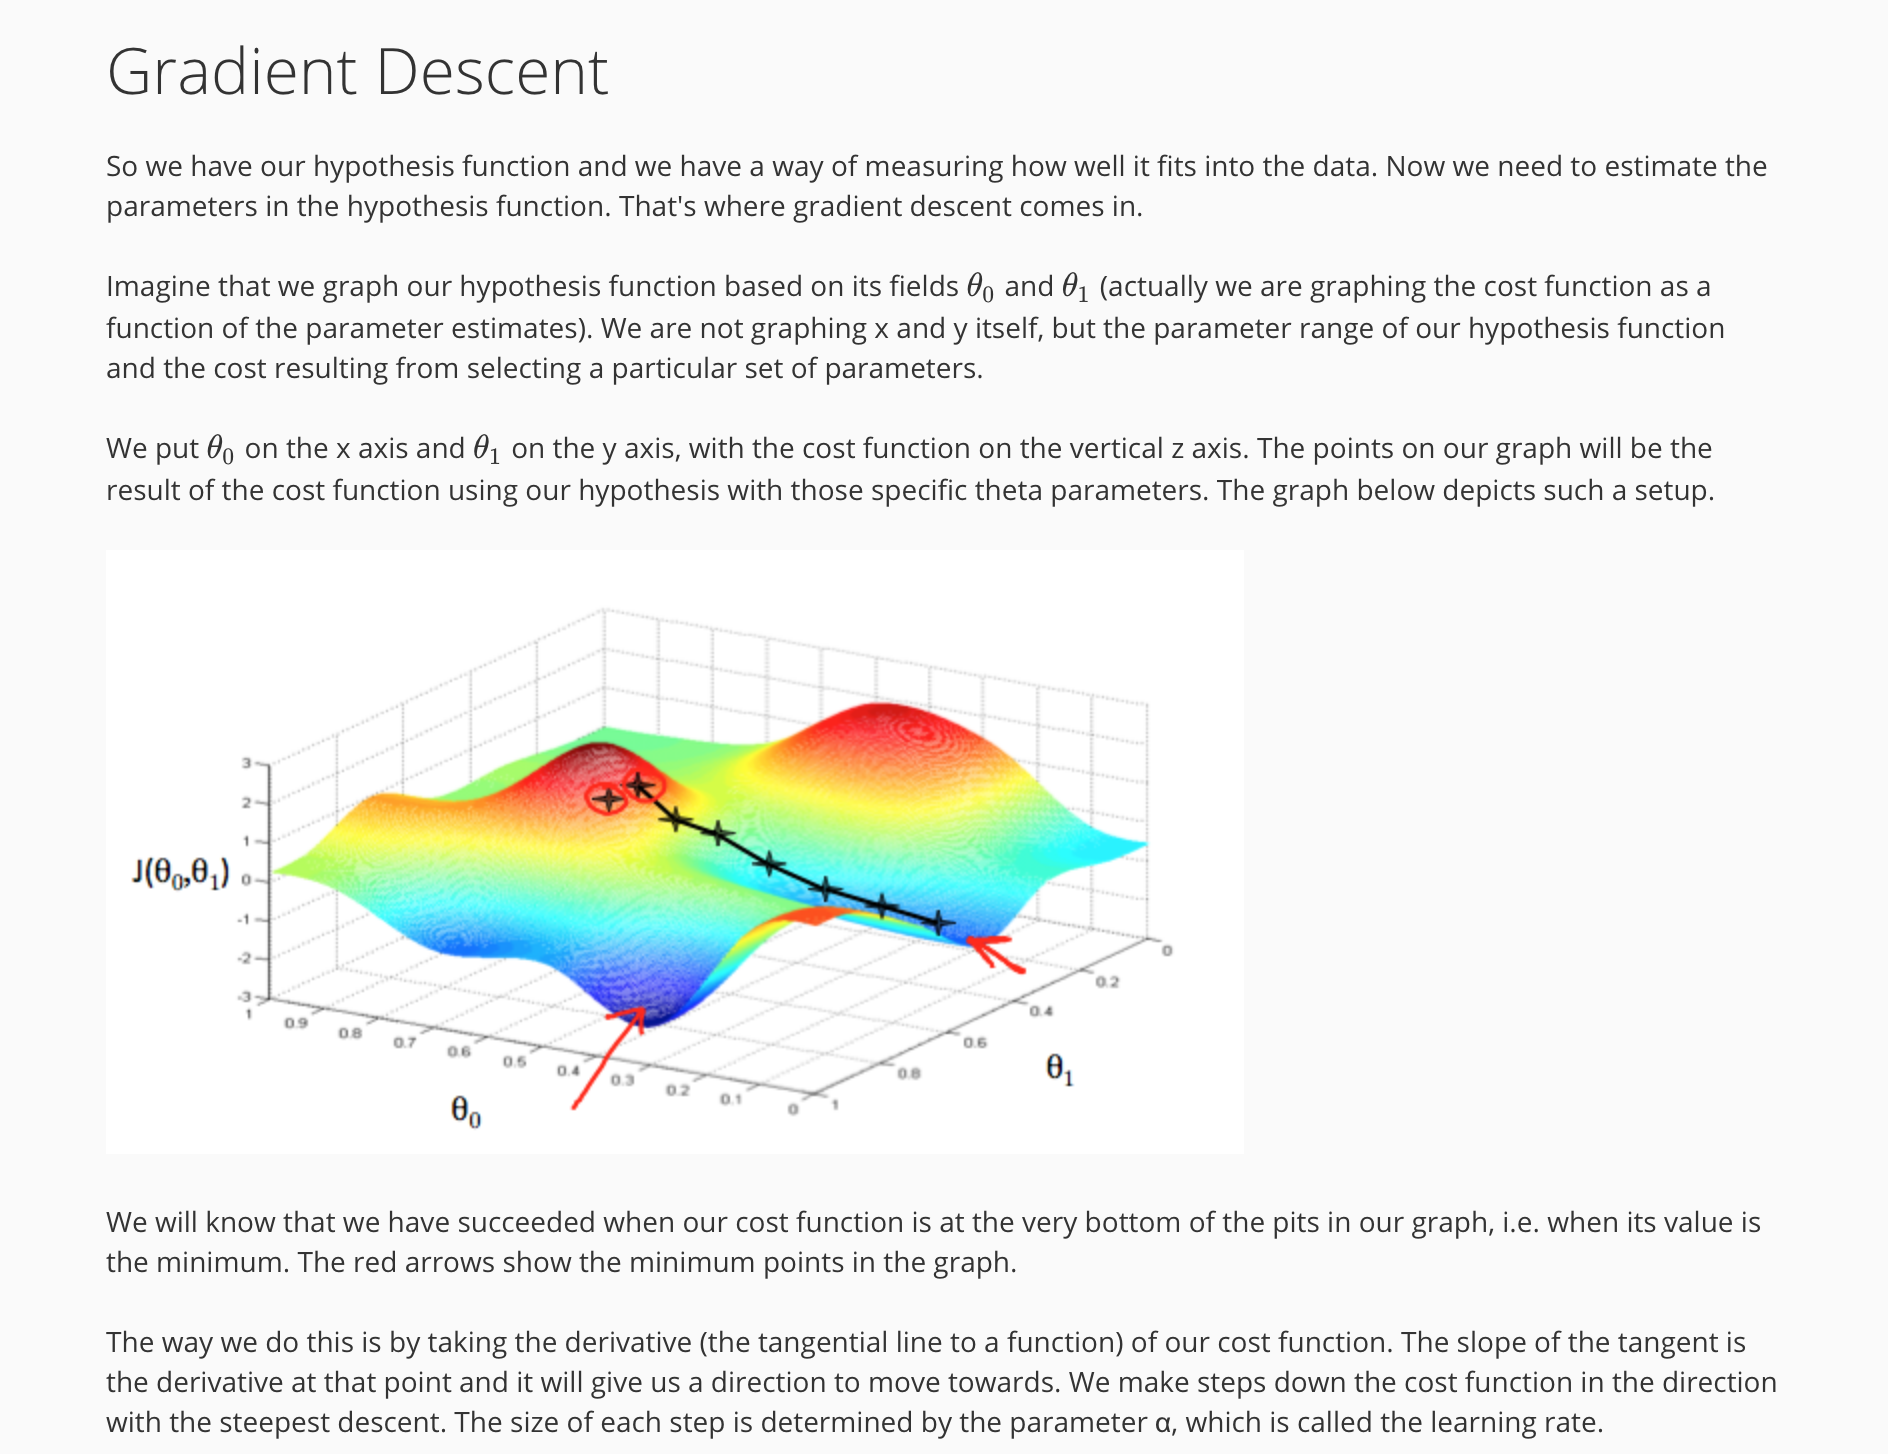 Gradient Descent
So we have our hypothesis function and we have a way of measuring how well it fits into the data. Now we need to estimate the
parameters in the hypothesis function. That's where gradient descent comes in.
Imagine that we graph our hypothesis function based on its fields θ₀ and θ₁ (actually we are graphing the cost function as a
function of the parameter estimates). We are not graphing x and y itself, but the parameter range of our hypothesis function
and the cost resulting from selecting a particular set of parameters.
We put θ₀ on the x axis and θ₁ on the y axis, with the cost function on the vertical z axis. The points on our graph will be the
result of the cost function using our hypothesis with those specific theta parameters. The graph below depicts such a setup.
3
2
1
J(θ₀,θ₁)
0
-1
-2
-3
1
0.9
0.8
0.7
0.6
0.5
0.4
0.3
0.2
0.1
0
θ₀
1
0.8
0.6
0.4
0.2
0
θ₁
We will know that we have succeeded when our cost function is at the very bottom of the pits in our graph, i.e. when its value is
the minimum. The red arrows show the minimum points in the graph.
The way we do this is by taking the derivative (the tangential line to a function) of our cost function. The slope of the tangent is
the derivative at that point and it will give us a direction to move towards. We make steps down the cost function in the direction
with the steepest descent. The size of each step is determined by the parameter α, which is called the learning rate.